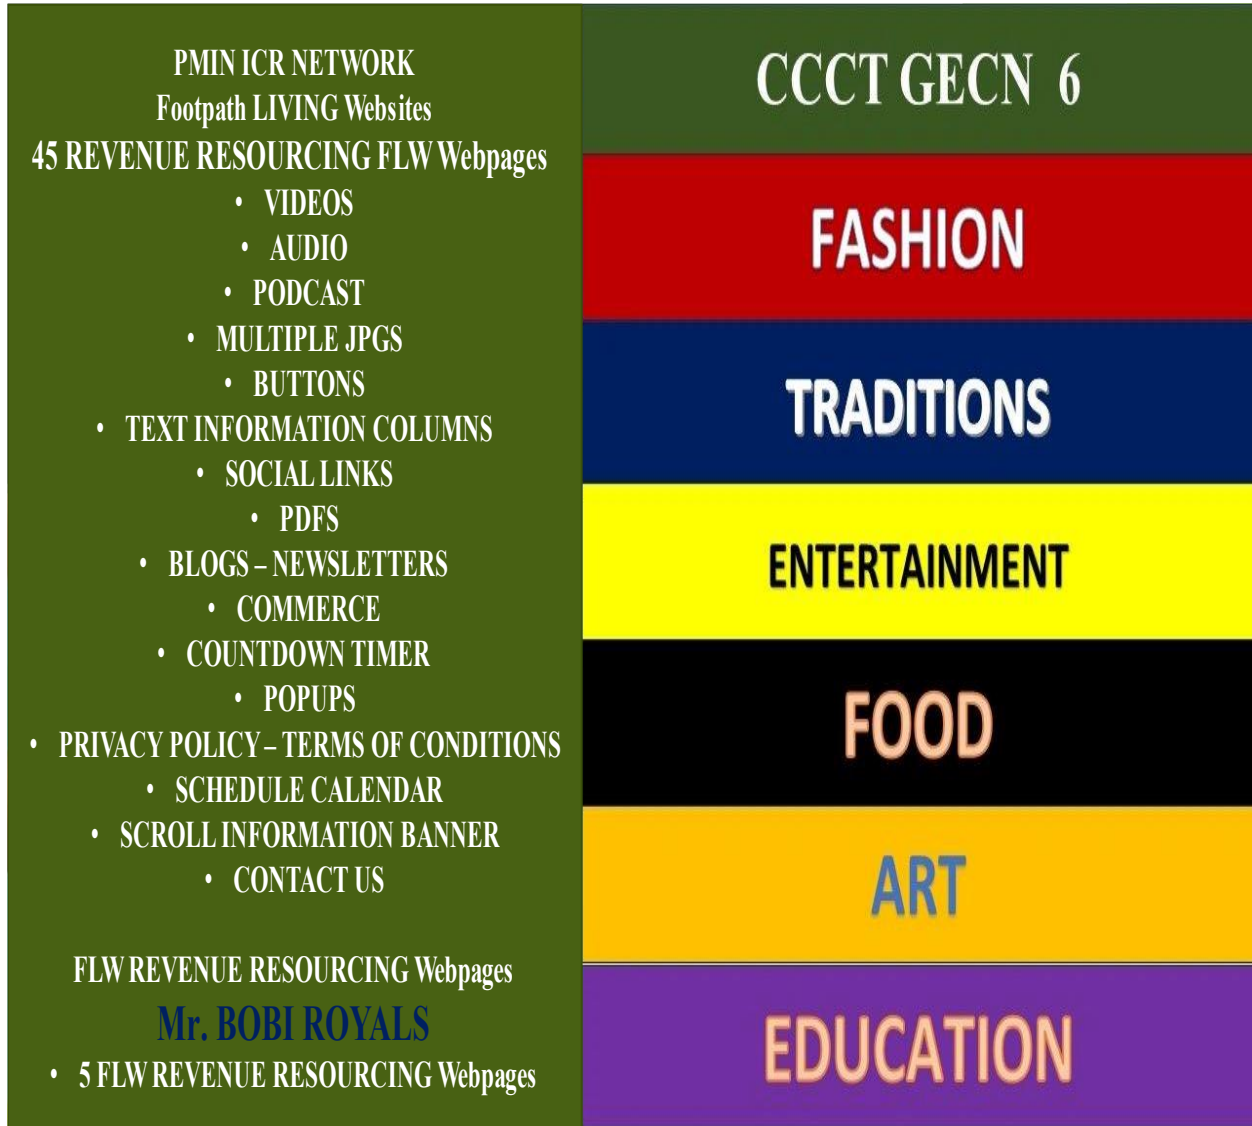 PMIN ICR NETWORK
Footpath LIVING Websites
45 REVENUE RESOURCING FLW Webpages
• VIDEOS
• AUDIO
• PODCAST
• MULTIPLE JPGS
• BUTTONS
• TEXT INFORMATION COLUMNS
• SOCIAL LINKS
• PDFS
• BLOGS – NEWSLETTERS
• COMMERCE
• COUNTDOWN TIMER
• POPUPS
• PRIVACY POLICY – TERMS OF CONDITIONS
• SCHEDULE CALENDAR
• SCROLL INFORMATION BANNER
• CONTACT US
FLW REVENUE RESOURCING Webpages
Mr. BOBI ROYALS
• 5 FLW REVENUE RESOURCING Webpages
CCCT GECN 6
FASHION
TRADITIONS
ENTERTAINMENT
FOOD
ART
EDUCATION